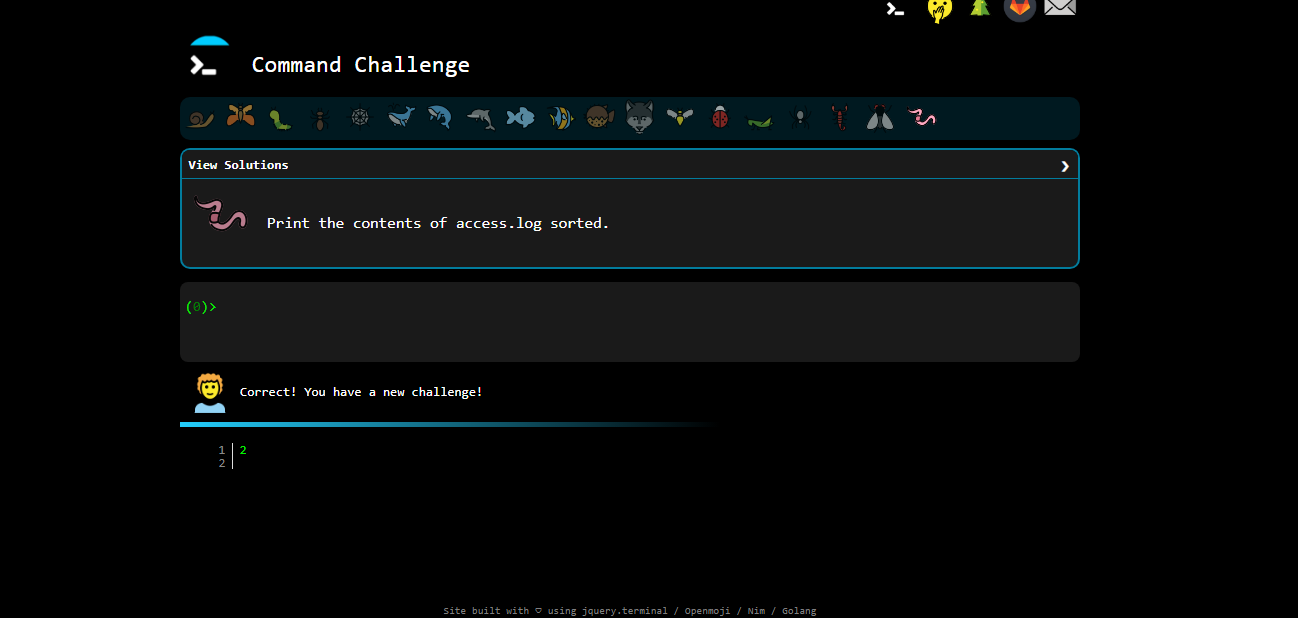 Command Challenge
View Solutions
Print the contents of access.log sorted.
(0)>
Correct! You have a new challenge!
1 2
2
Site built with ♡ using jquery.terminal / Openmoji / Nim / Golang